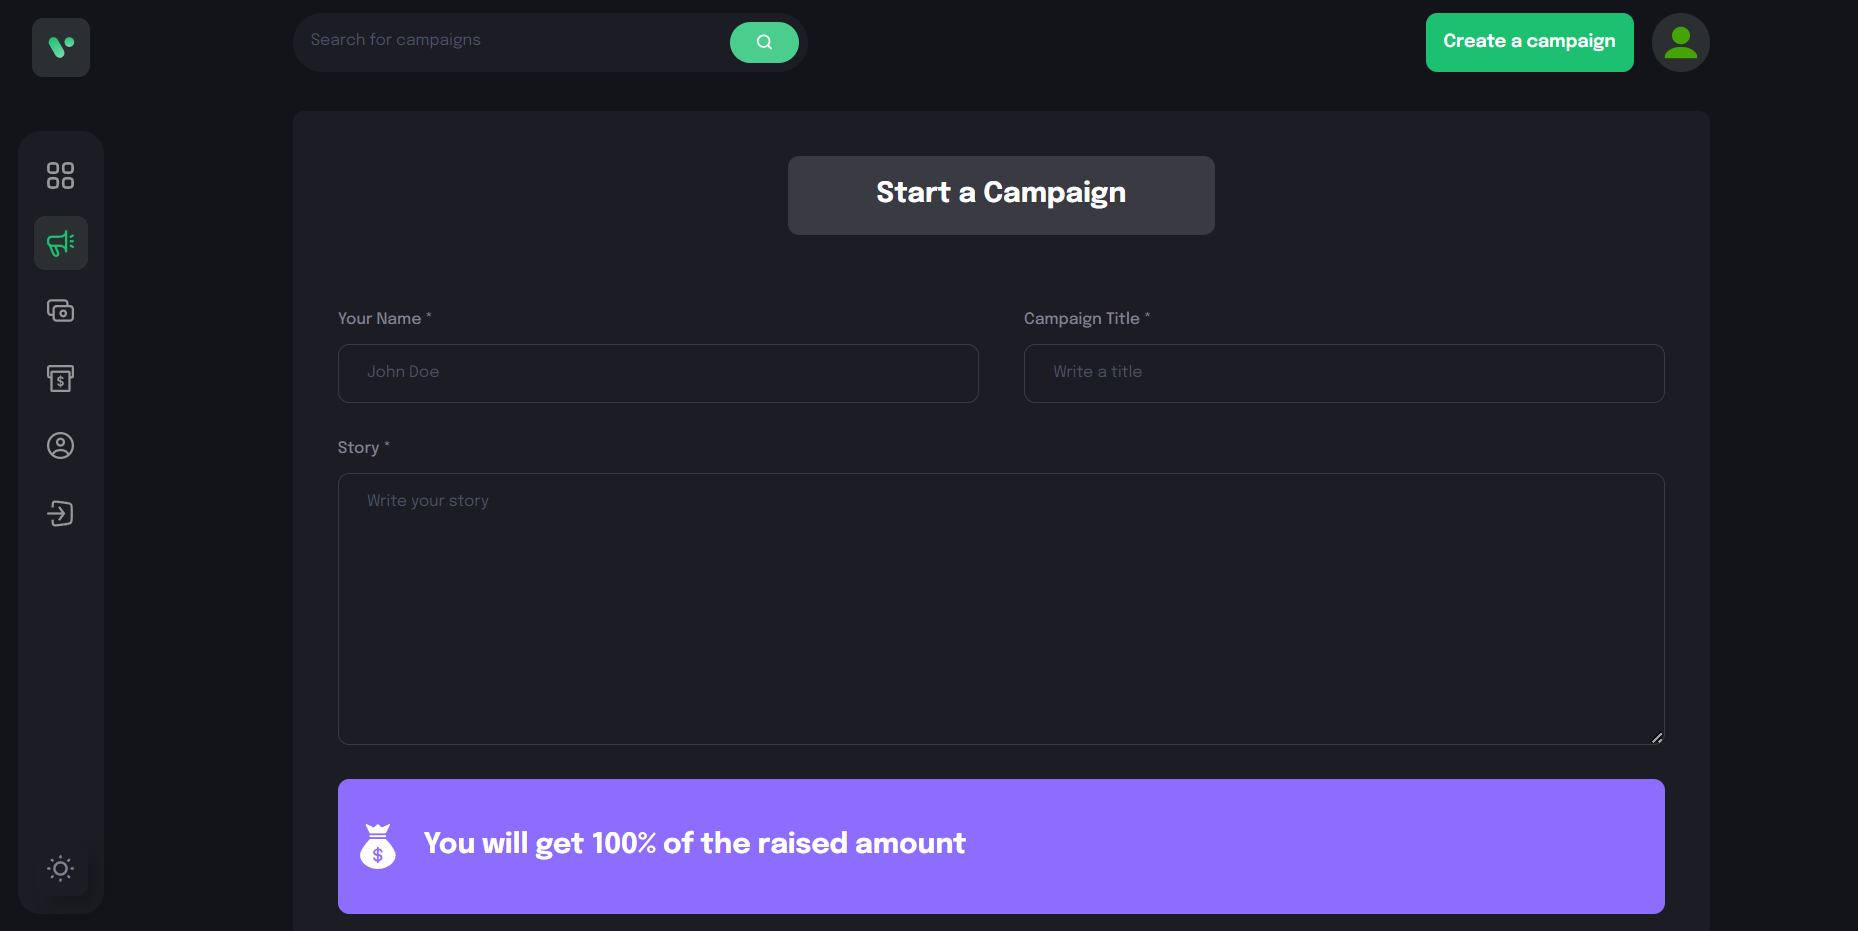 Search for campaigns
Create a campaign
Start a Campaign
Your Name *
Campaign Title *
John Doe
Write a title
Story *
Write your story
$
$
You will get 100% of the raised amount